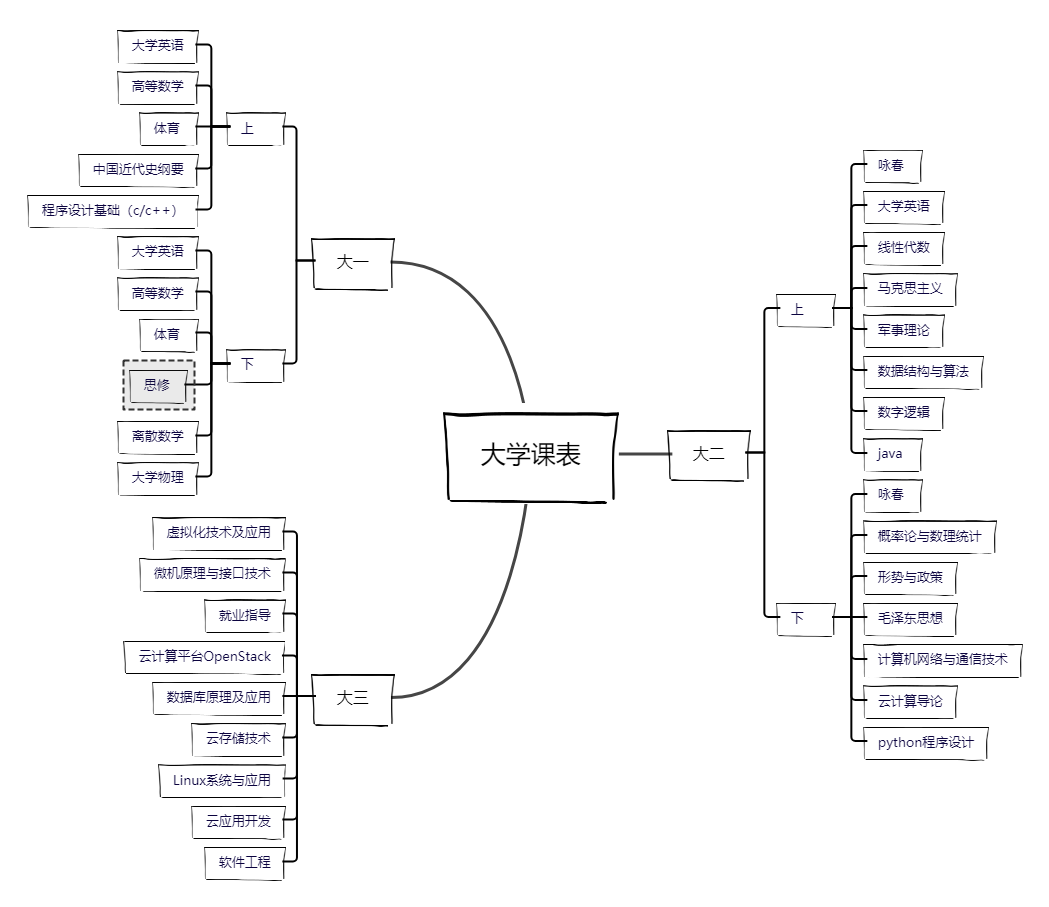 大学课表
大一
上
大学英语
高等数学
体育
中国近代史纲要
程序设计基础（c/c++）
下
大学英语
高等数学
体育
思修
离散数学
大学物理
大二
上
咏春
大学英语
线性代数
马克思主义
军事理论
数据结构与算法
数字逻辑
java
下
咏春
概率论与数理统计
形势与政策
毛泽东思想
计算机网络与通信技术
云计算导论
python程序设计
大三
虚拟化技术及应用
微机原理与接口技术
就业指导
云计算平台OpenStack
数据库原理及应用
云存储技术
Linux系统与应用
云应用开发
软件工程